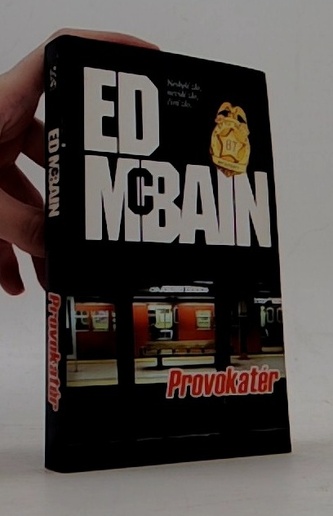 ED
McBAIN
87
Provokatér
ED McBAIN
Provokatér